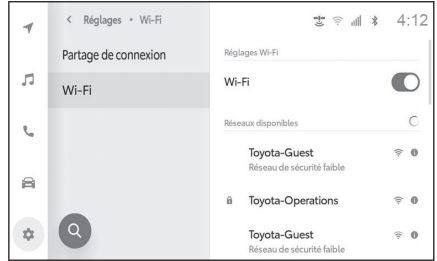 < Réglages • Wi-Fi
4:12
Partage de connexion
Wi-Fi
Réglages Wi-Fi
Wi-Fi
Réseaux disponibles
Toyota-Guest
Réseau de sécurité faible
Toyota-Operations
Toyota-Guest
Réseau de sécurité faible